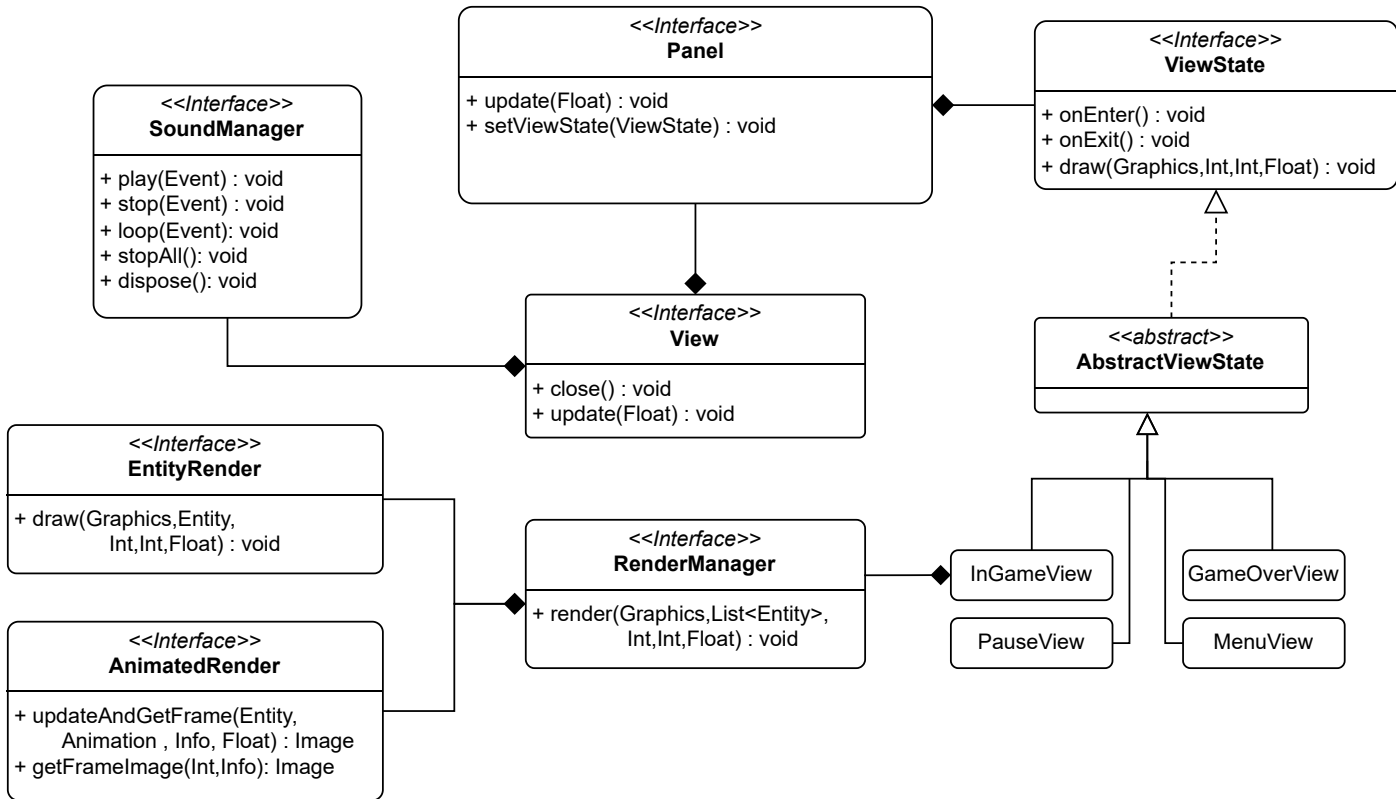 <<Interface>>
Panel
+ update(Float) : void
+ setViewState(ViewState) : void
<<Interface>>
ViewState
+ onEnter() : void
+ onExit() : void
+ draw(Graphics,Int,Int,Float) : void
<<Interface>>
SoundManager
+ play(Event) : void
+ stop(Event) : void
+ loop(Event): void
+ stopAll(): void
+ dispose(): void
<<Interface>>
View
+ close() : void
+ update(Float) : void
<<abstract>>
AbstractViewState
<<Interface>>
EntityRender
+ draw(Graphics,Entity,
Int,Int,Float) : void
<<Interface>>
RenderManager
+ render(Graphics,List<Entity>,
Int,Int,Float) : void
InGameView
GameOverView
PauseView
MenuView
<<Interface>>
AnimatedRender
+ updateAndGetFrame(Entity,
Animation , Info, Float) : Image
+ getFrameImage(Int,Info): Image